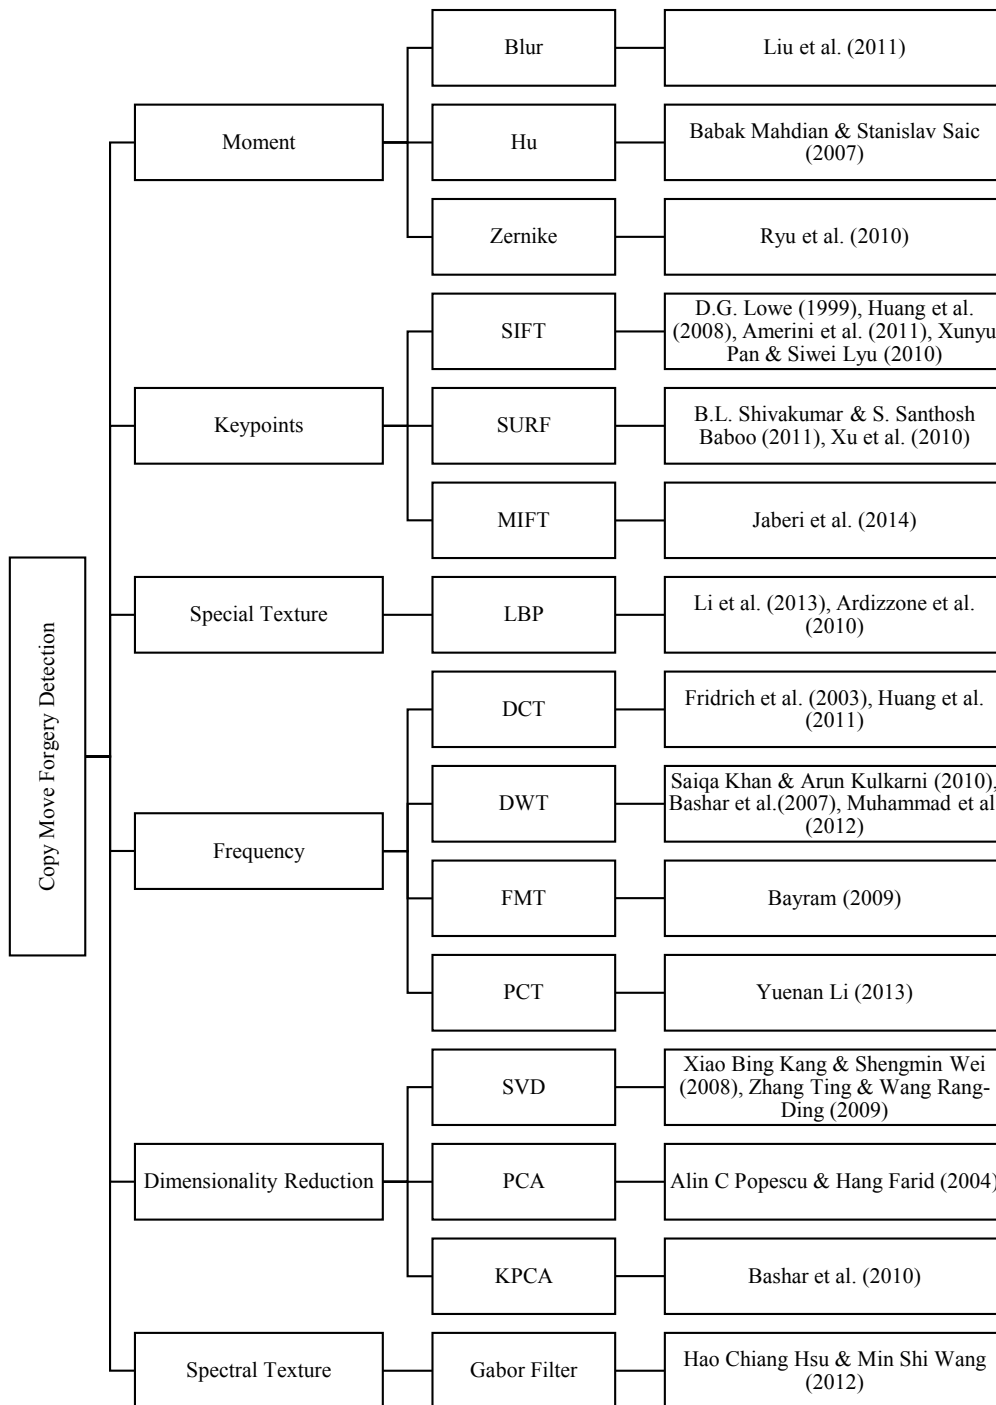 Copy Move Forgery Detection
Moment
Blur
Liu et al. (2011)
Hu
Babak Mahdian & Stanislav Saic
(2007)
Zernike
Ryu et al. (2010)
Keypoints
SIFT
D.G. Lowe (1999), Huang et al.
(2008), Amerini et al. (2011), Xunyu
Pan & Siwei Lyu (2010)
SURF
B.L. Shivakumar & S. Santhosh
Baboo (2011), Xu et al. (2010)
MIFT
Jaberi et al. (2014)
Special Texture
LBP
Li et al. (2013), Ardizzone et al.
(2010)
Frequency
DCT
Fridrich et al. (2003), Huang et al.
(2011)
DWT
Saiqa Khan & Arun Kulkarni (2010),
Bashar et al.(2007), Muhammad et al.
(2012)
FMT
Bayram (2009)
PCT
Yuenan Li (2013)
Dimensionality Reduction
SVD
Xiao Bing Kang & Shengmin Wei
(2008), Zhang Ting & Wang Rang-
Ding (2009)
PCA
Alin C Popescu & Hang Farid (2004)
KPCA
Bashar et al. (2010)
Spectral Texture
Gabor Filter
Hao Chiang Hsu & Min Shi Wang
(2012)